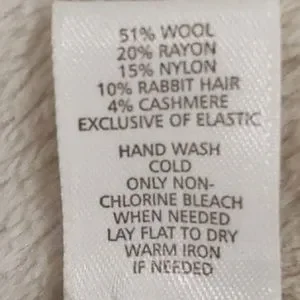 51% WOOL
20% RAYON
15% NYLON
10% RABBIT HAIR
4% CASHMERE
EXCLUSIVE OF ELASTIC
HAND WASH
COLD
ONLY NON-
CHLORINE BLEACH
WHEN NEEDED
LAY FLAT TO DRY
WARM IRON
IF NEEDED